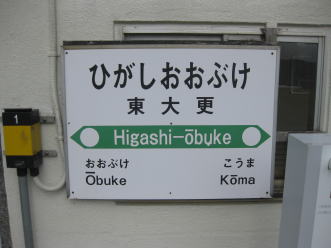 ひがしおおぶけ
東大更
Higashi-ōbuke
おおぶけ こうま
Ōbuke Kōma
1